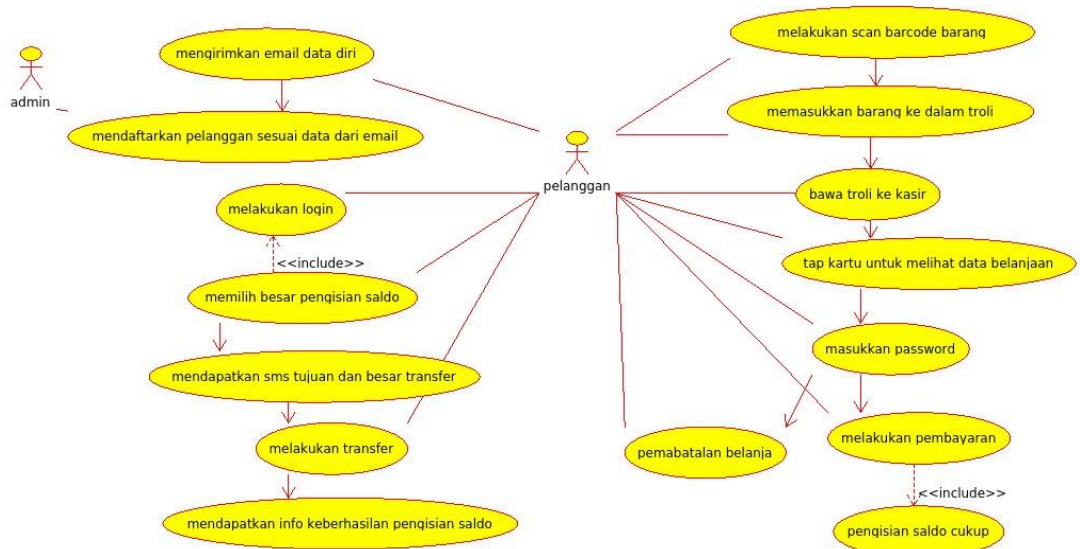 mengirimkan email data diri
admin
mendaftarkan pelanggan sesuai data dari email
melakukan login
<<include>>
memilih besar pengisian saldo
mendapatkan sms tujuan dan besar transfer
melakukan transfer
mendapatkan info keberhasilan pengisian saldo
pelanggan
melakukan scan barcode barang
memasukkan barang ke dalam troli
bawa troli ke kasir
tap kartu untuk melihat data belanjaan
masukkan password
pemabatalan belanja
melakukan pembayaran
<<include>>
pengisian saldo cukup